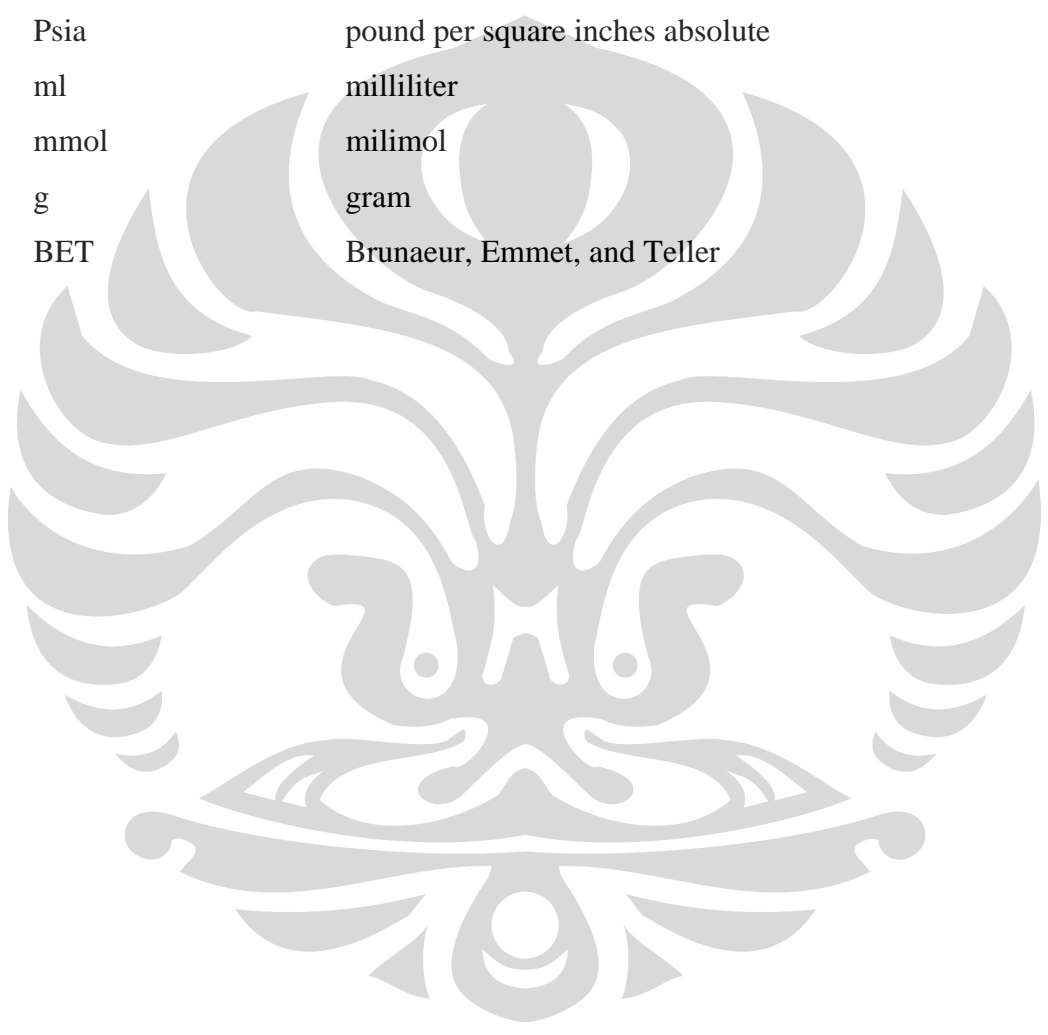 Psia pound per square inches absolute
ml milliliter
mmol milimol
g gram
BET Brunaeur, Emmet, and Teller